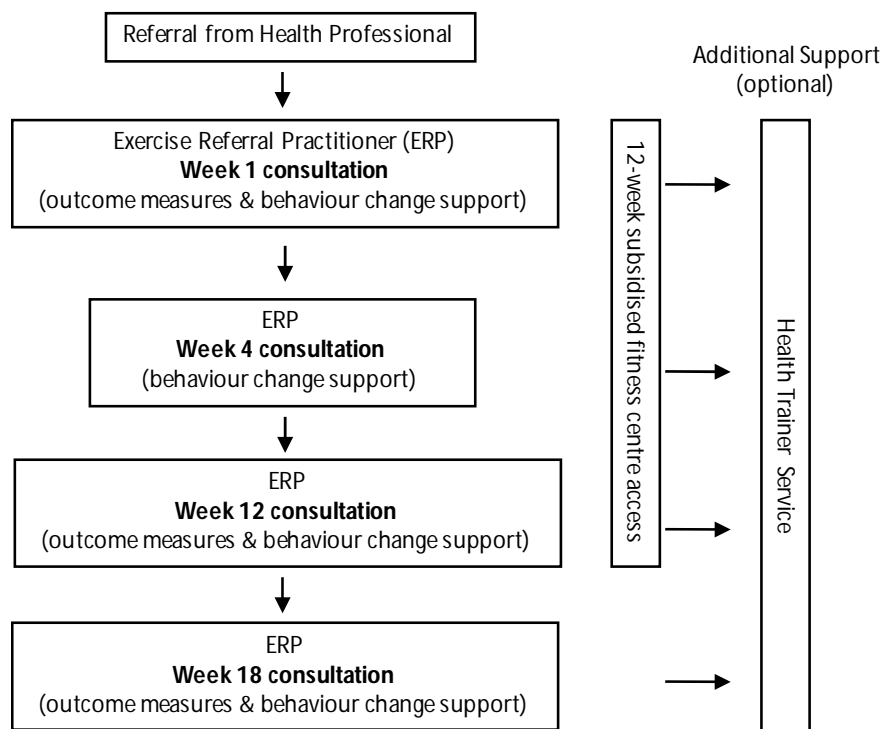 Referral from Health Professional
Additional Support
(optional)
Exercise Referral Practitioner (ERP)
Week 1 consultation
(outcome measures & behaviour change support)
ERP
Week 4 consultation
(behaviour change support)
ERP
Week 12 consultation
(outcome measures & behaviour change support)
ERP
Week 18 consultation
(outcome measures & behaviour change support)
12-week subsidised fitness centre access
Health Trainer Service